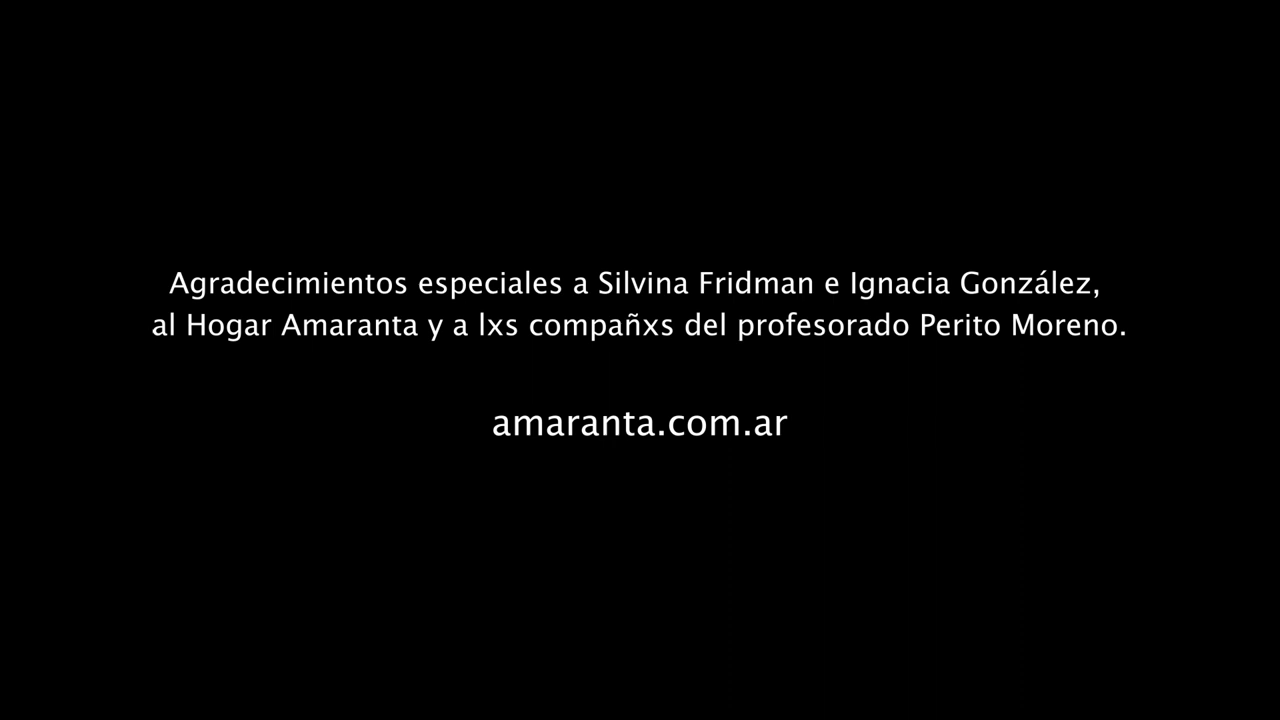 Agradecimientos especiales a Silvina Fridman e Ignacia González,
al Hogar Amaranta y a lxs compañxs del profesorado Perito Moreno.
amaranta.com.ar